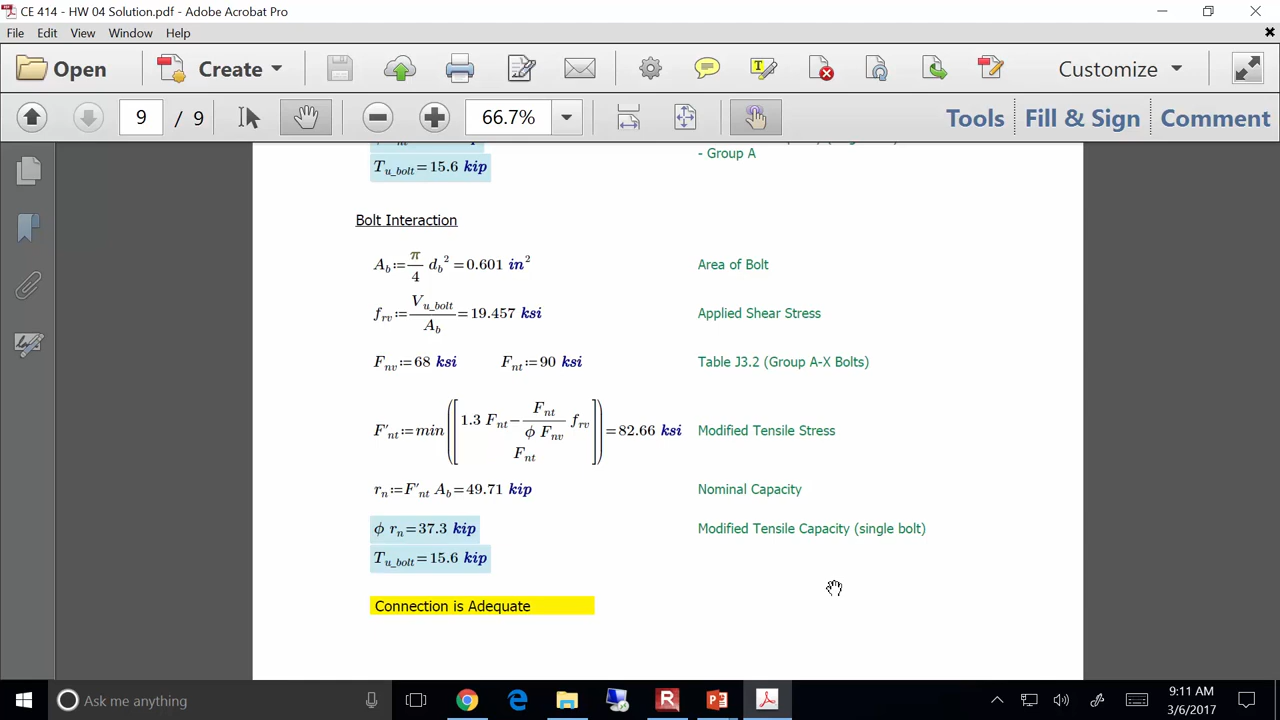 CE 414 - HW 04 Solution.pdf - Adobe Acrobat Pro
File Edit View Window Help
Open Create Customize
9 / 9 66.7% Tools Fill & Sign Comment
- Group A
T_u_bolt = 15.6 kip
Bolt Interaction
A_b := π/4 d_b² = 0.601 in² Area of Bolt
f_rv := V_u_bolt / A_b = 19.457 ksi Applied Shear Stress
F_nv := 68 ksi F_nt := 90 ksi Table J3.2 (Group A-X Bolts)
F'_nt := min([1.3 F_nt − F_nt / (ϕ F_nv) f_rv, F_nt]) = 82.66 ksi Modified Tensile Stress
r_n := F'_nt A_b = 49.71 kip Nominal Capacity
ϕ r_n = 37.3 kip Modified Tensile Capacity (single bolt)
T_u_bolt = 15.6 kip
Connection is Adequate
Ask me anything
9:11 AM
3/6/2017